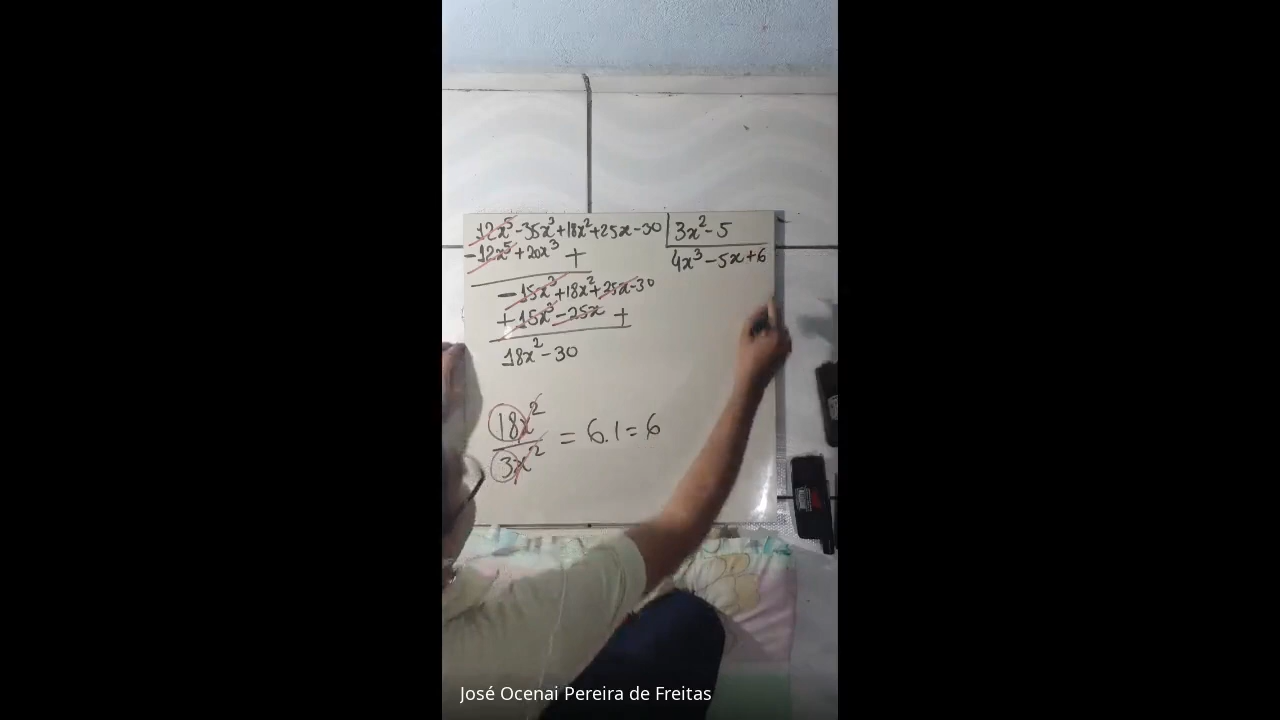 12x⁵-35x³+18x²+25x-30 | 3x²-5
-12x⁵+20x³ + 4x³-5x+6
-15x³+18x²+25x-30
+15x³-25x +
18x²-30
18x²
3x² = 6.1=6
José Ocenai Pereira de Freitas